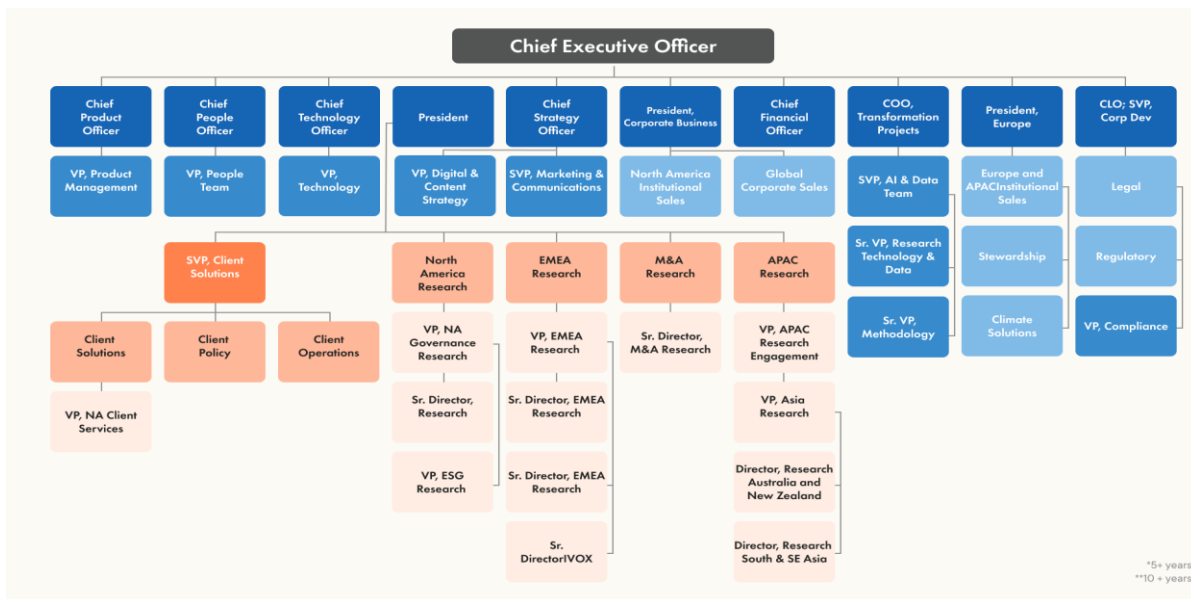 Chief Executive Officer
Chief
Product
Officer
Chief
People
Officer
Chief
Technology
Officer
President
Chief
Strategy
Officer
President,
Corporate Business
Chief
Financial
Officer
COO,
Transformation
Projects
President,
Europe
CLO; SVP,
Corp Dev
VP, Product
Management
VP, People
Team
VP,
Technology
VP, Digital &
Content
Strategy
SVP, Marketing &
Communications
North America
Institutional
Sales
Global
Corporate Sales
SVP, AI & Data
Team
Europe and
APACInstitutional
Sales
Legal
SVP, Client
Solutions
North
America
Research
EMEA
Research
M&A
Research
APAC
Research
Sr. VP, Research
Technology &
Data
Stewardship
Regulatory
Client
Solutions
Client
Policy
Client
Operations
VP, NA
Governance
Research
VP, EMEA
Research
Sr. Director,
M&A Research
VP, APAC
Research
Engagement
Sr. VP,
Methodology
Climate
Solutions
VP, Compliance
VP, NA Client
Services
Sr. Director,
Research
Sr. Director, EMEA
Research
VP, Asia
Research
VP, ESG
Research
Sr. Director, EMEA
Research
Director, Research
Australia and
New Zealand
Sr.
DirectorIVOX
Director, Research
South & SE Asia
*5+ years
**10 + years